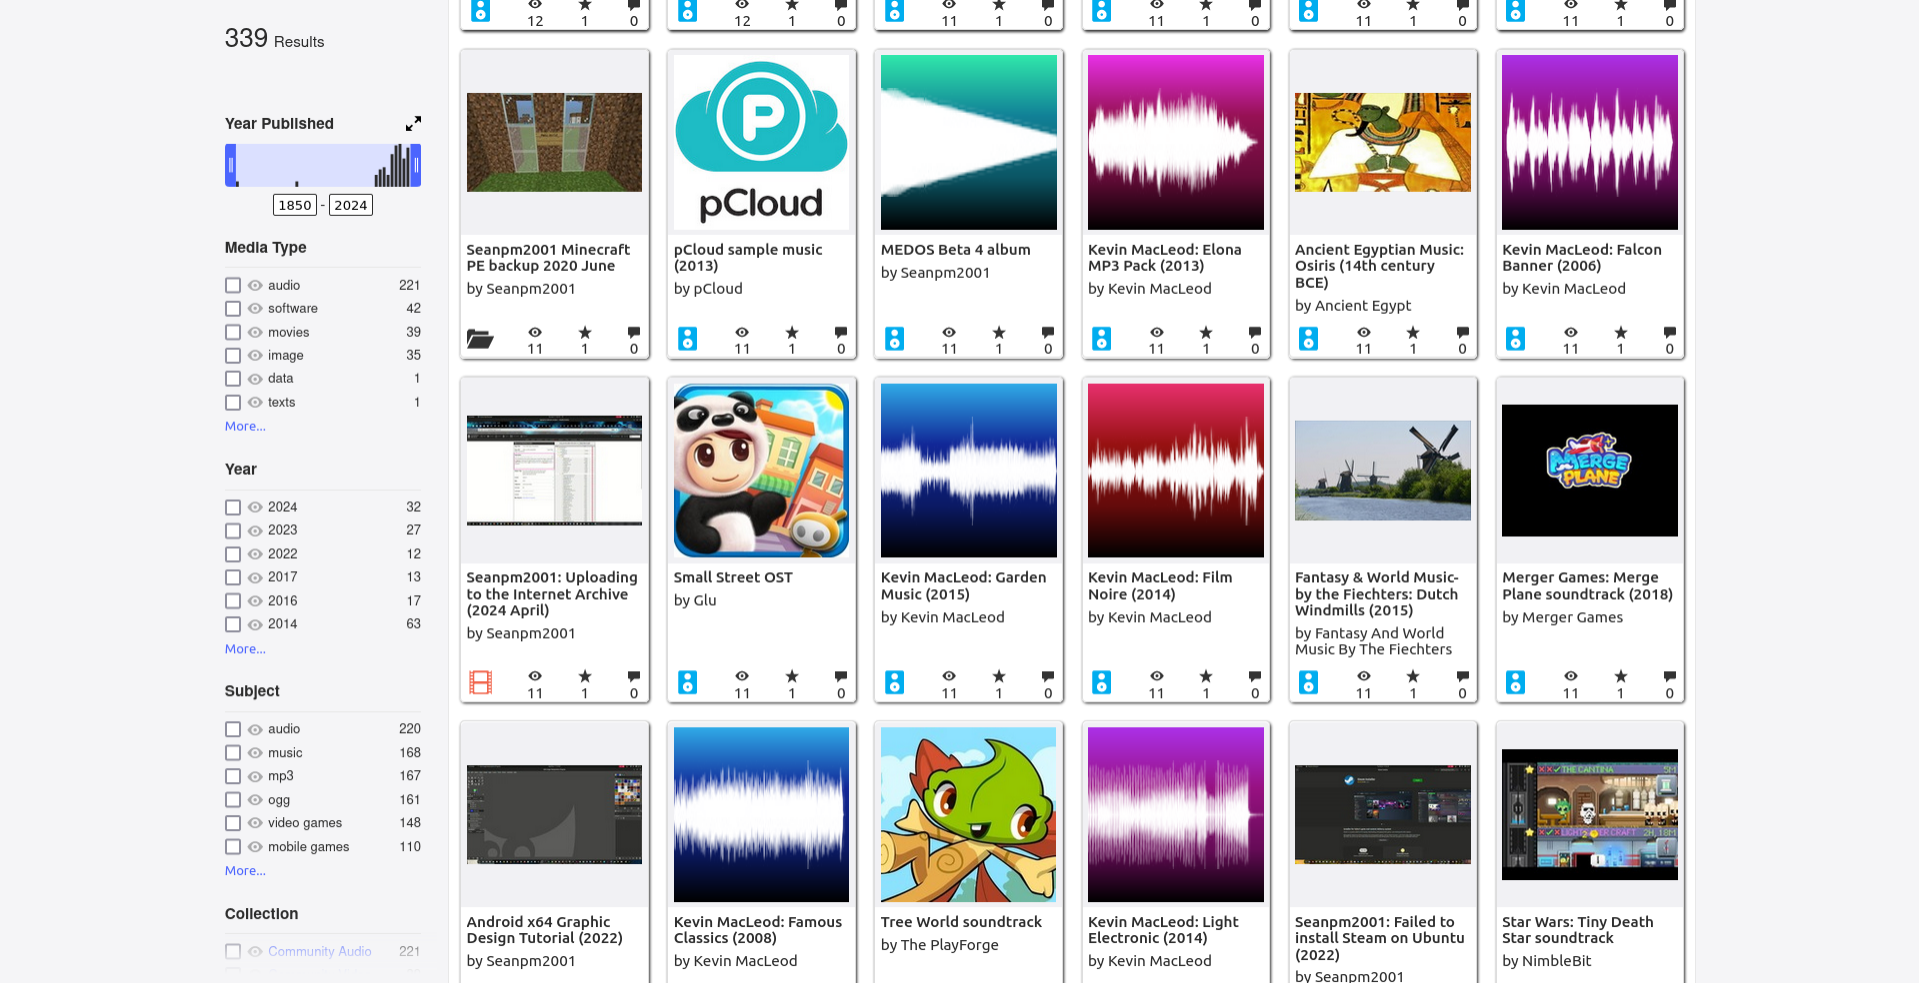 12 1 0
12 1 0
11 1 0
11 1 0
11 1 0
11 1 0
339 Results
Year Published
1850 - 2024
Media Type
audio 221
software 42
movies 39
image 35
data 1
texts 1
More...
Year
2024 32
2023 27
2022 12
2017 13
2016 17
2014 63
More...
Subject
audio 220
music 168
mp3 167
ogg 161
video games 148
mobile games 110
More...
Collection
Community Audio 221
Seanpm2001 Minecraft
PE backup 2020 June
by Seanpm2001
11 1 0
P
pCloud
pCloud sample music
(2013)
by pCloud
11 1 0
MEDOS Beta 4 album
by Seanpm2001
11 1 0
Kevin MacLeod: Elona
MP3 Pack (2013)
by Kevin MacLeod
11 1 0
Ancient Egyptian Music:
Osiris (14th century
BCE)
by Ancient Egypt
11 1 0
Kevin MacLeod: Falcon
Banner (2006)
by Kevin MacLeod
11 1 0
Seanpm2001: Uploading
to the Internet Archive
(2024 April)
by Seanpm2001
11 1 0
Small Street OST
by Glu
11 1 0
Kevin MacLeod: Garden
Music (2015)
by Kevin MacLeod
11 1 0
Kevin MacLeod: Film
Noire (2014)
by Kevin MacLeod
11 1 0
Fantasy & World Music-
by the Fiechters: Dutch
Windmills (2015)
by Fantasy And World
Music By The Fiechters
11 1 0
MERGE
PLANE
Merger Games: Merge
Plane soundtrack (2018)
by Merger Games
11 1 0
Android x64 Graphic
Design Tutorial (2022)
by Seanpm2001
Kevin MacLeod: Famous
Classics (2008)
by Kevin MacLeod
Tree World soundtrack
by The PlayForge
Kevin MacLeod: Light
Electronic (2014)
by Kevin MacLeod
Seanpm2001: Failed to
install Steam on Ubuntu
(2022)
by Seanpm2001
THE CANTINA
2H, 18M
Star Wars: Tiny Death
Star soundtrack
by NimbleBit